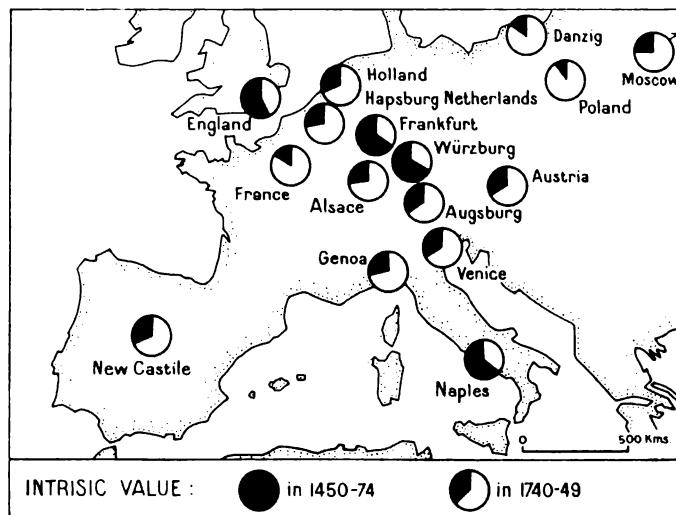 Danzig
Moscow
Holland
Hapsburg Netherlands
Poland
England
Frankfurt
Würzburg
France
Alsace
Austria
Augsburg
Genoa
Venice
New Castile
Naples
0 500 Kms.
INTRISIC VALUE : in 1450-74 in 1740-49